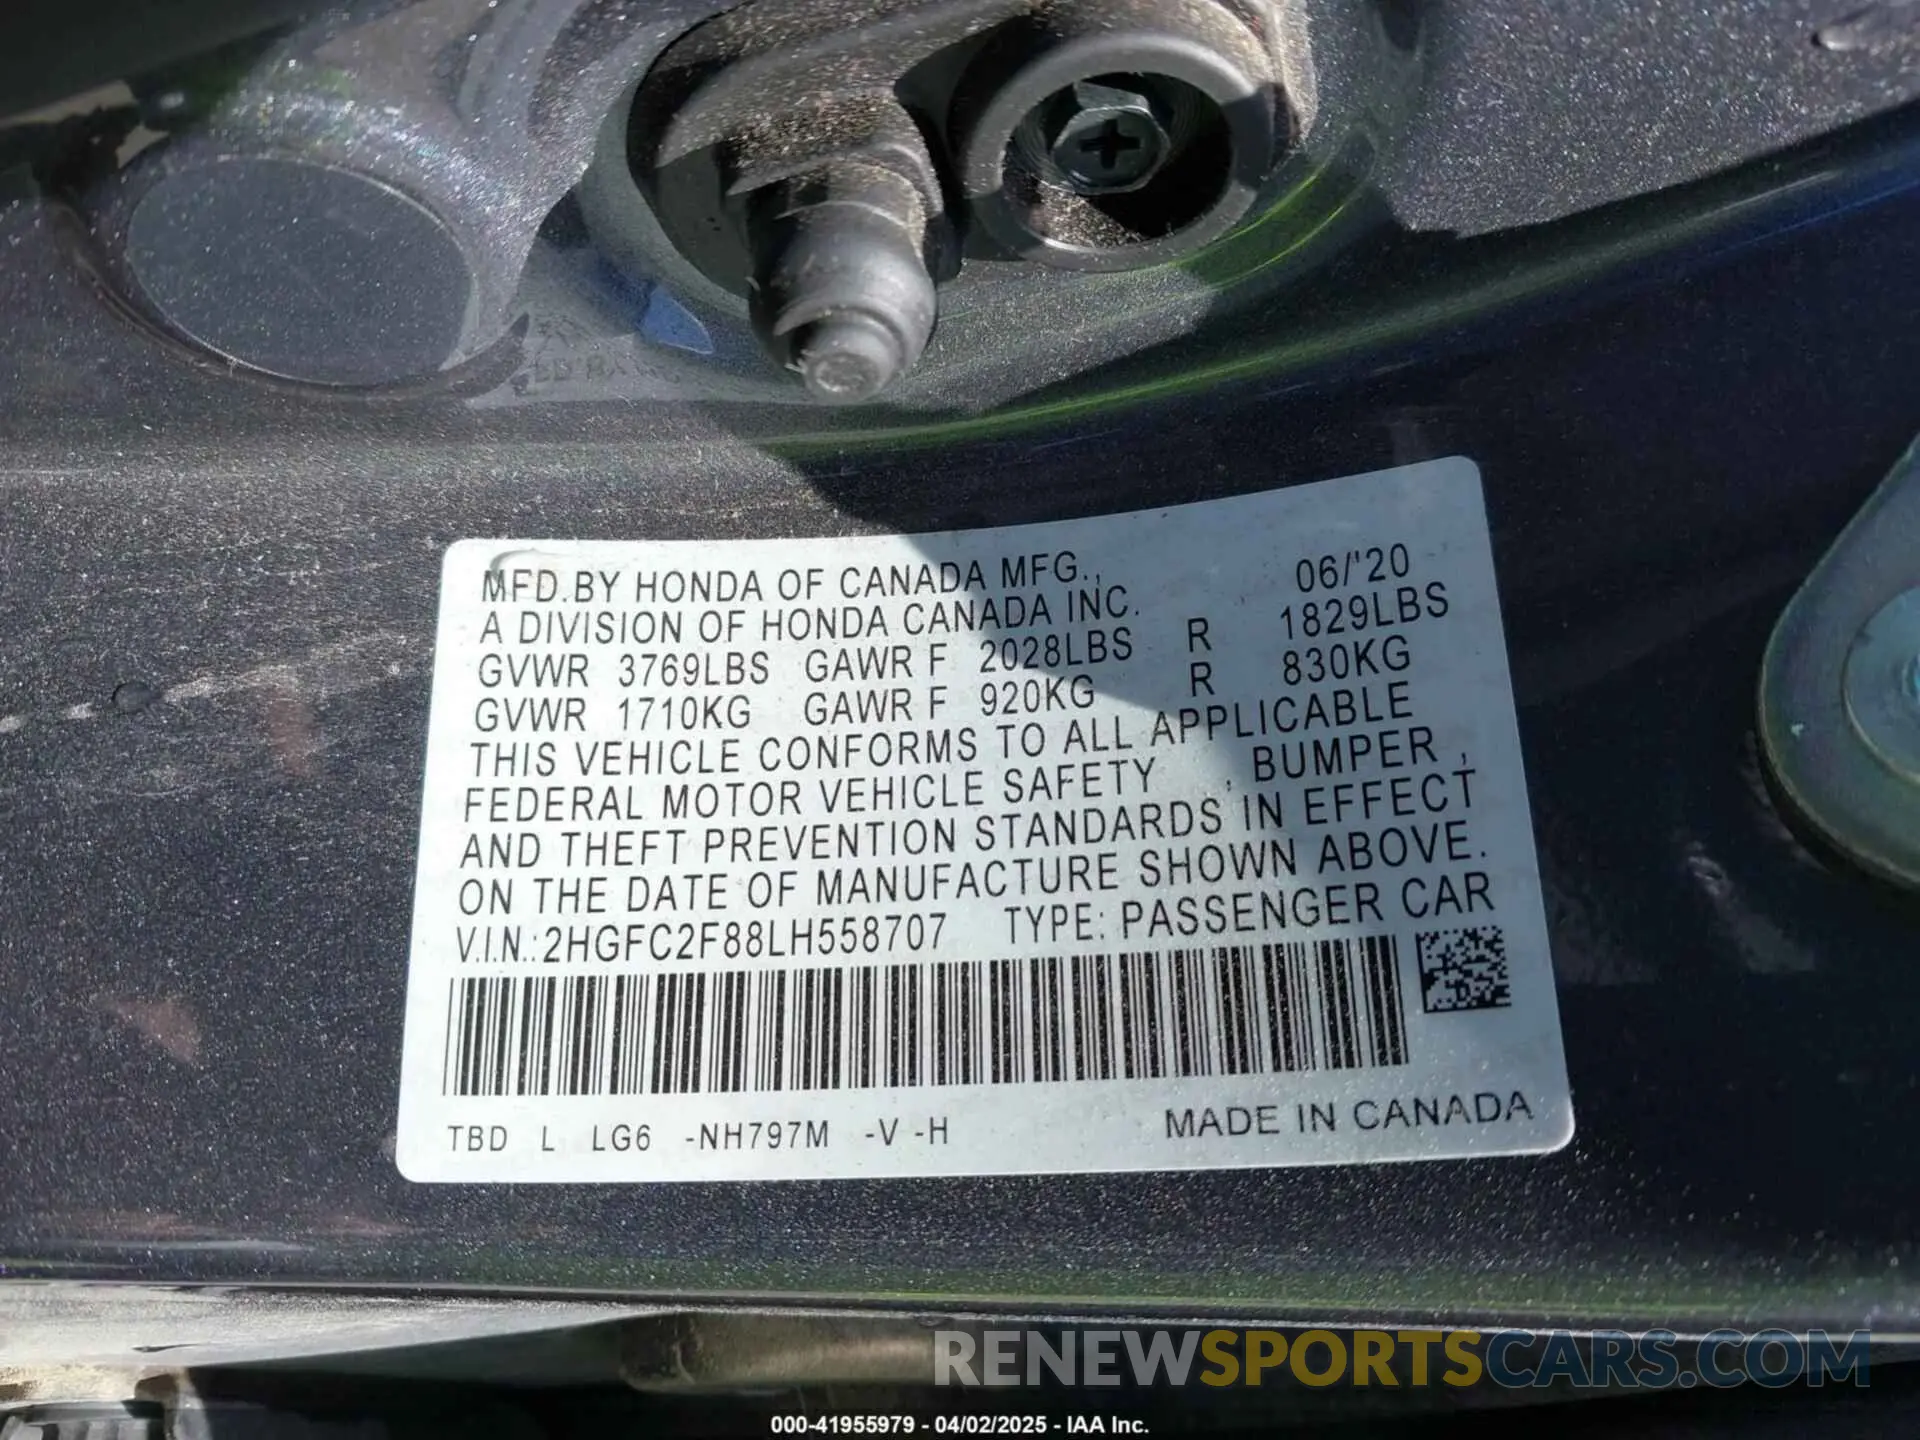 MFD.BY HONDA OF CANADA MFG., 06/'20
A DIVISION OF HONDA CANADA INC.
GVWR 3769LBS GAWR F 2028LBS R 1829LBS
GVWR 1710KG GAWR F 920KG R 830KG
THIS VEHICLE CONFORMS TO ALL APPLICABLE
FEDERAL MOTOR VEHICLE SAFETY , BUMPER ,
AND THEFT PREVENTION STANDARDS IN EFFECT
ON THE DATE OF MANUFACTURE SHOWN ABOVE.
V.I.N.:2HGFC2F88LH558707 TYPE: PASSENGER CAR
TBD L LG6 -NH797M -V -H MADE IN CANADA
RENEWSPORTSCARS.COM
000-41955979 - 04/02/2025 - IAA Inc.